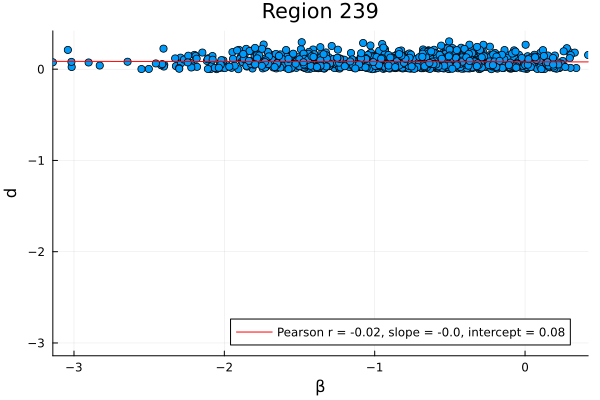 Region 239
d
0
−1
−2
−3
Pearson r = -0.02, slope = -0.0, intercept = 0.08
−3 −2 −1 0
β